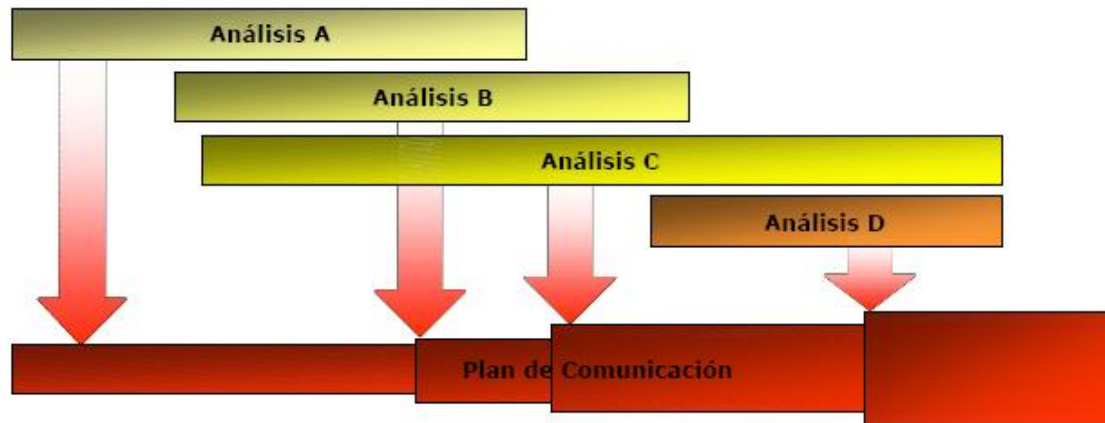 Análisis A
Análisis B
Análisis C
Análisis D
Plan de Comunicación